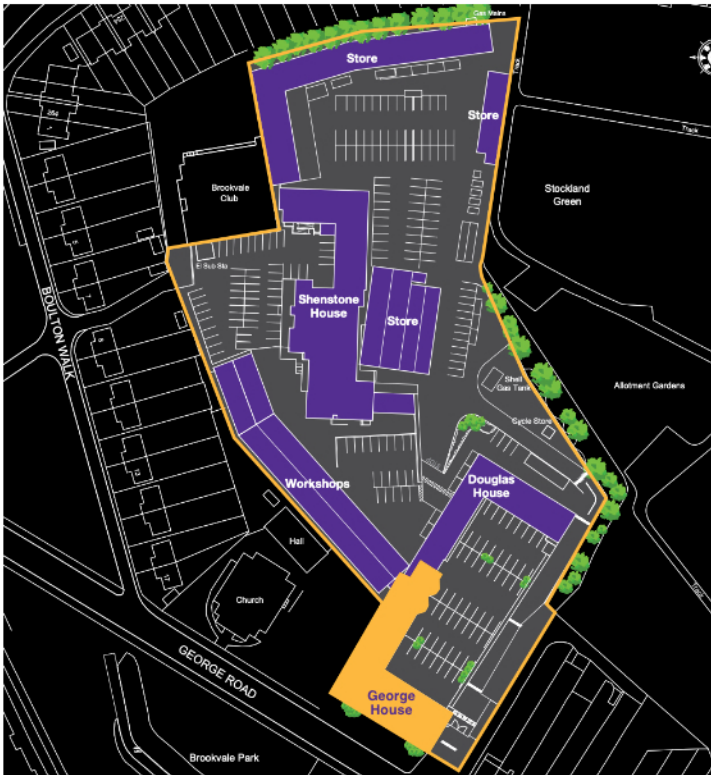 Gas Mains
Store
Store
Track
Stockland
Green
Brookvale
Club
El Sub Sta
Shenstone
House
Store
BOULTON WALK
Shell
Gas Tank
Allotment Gardens
Cycle Store
Workshops
Douglas
House
Hall
Church
GEORGE ROAD
George
House
Brookvale Park